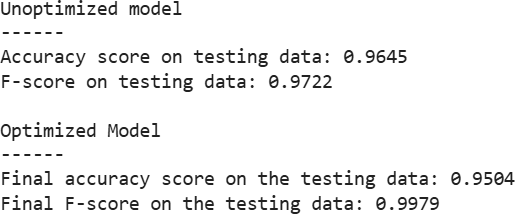 Unoptimized model
------
Accuracy score on testing data: 0.9645
F-score on testing data: 0.9722
Optimized Model
------
Final accuracy score on the testing data: 0.9504
Final F-score on the testing data: 0.9979